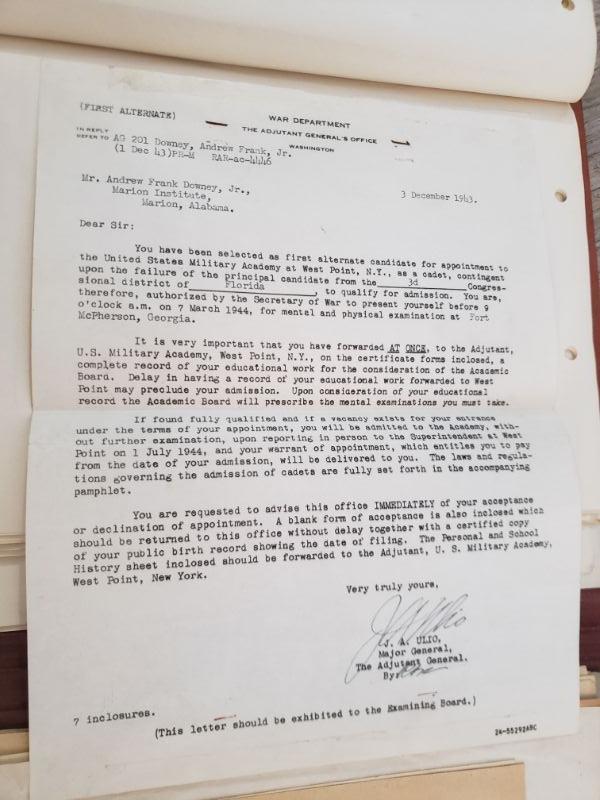 (FIRST ALTERNATE)
WAR DEPARTMENT
THE ADJUTANT GENERAL'S OFFICE
WASHINGTON
IN REPLY
REFER TO AG 201 Downey, Andrew Frank, Jr.
(1 Dec 43)PR-M RAR-ac-4446
3 December 1943.
Mr. Andrew Frank Downey, Jr.,
Marion Institute,
Marion, Alabama.
Dear Sir:
You have been selected as first alternate candidate for appointment to
the United States Military Academy at West Point, N.Y., as a cadet, contingent
upon the failure of the principal candidate from the 3d Congres-
sional district of Florida, to qualify for admission. You are,
therefore, authorized by the Secretary of War to present yourself before 9
o'clock a.m. on 7 March 1944, for mental and physical examination at Fort
McPherson, Georgia.
It is very important that you have forwarded AT ONCE, to the Adjutant,
U.S. Military Academy, West Point, N.Y., on the certificate forms inclosed, a
complete record of your educational work for the consideration of the Academic
Board. Delay in having a record of your educational work forwarded to West
Point may preclude your admission. Upon consideration of your educational
record the Academic Board will prescribe the mental examinations you must take.
If found fully qualified and if a vacancy exists for your entrance
under the terms of your appointment, you will be admitted to the Academy, with-
out further examination, upon reporting in person to the Superintendent at West
Point on 1 July 1944, and your warrant of appointment, which entitles you to pay
from the date of your admission, will be delivered to you. The laws and regula-
tions governing the admission of cadets are fully set forth in the accompanying
pamphlet.
You are requested to advise this office IMMEDIATELY of your acceptance
or declination of appointment. A blank form of acceptance is also inclosed which
should be returned to this office without delay together with a certified copy
of your public birth record showing the date of filing. The Personal and School
History sheet inclosed should be forwarded to the Adjutant, U. S. Military Academy,
West Point, New York.
Very truly yours,
J A Ulio
J. A. ULIO,
Major General,
The Adjutant General.
By:
7 inclosures.
(This letter should be exhibited to the Examining Board.)
24-55292ABC